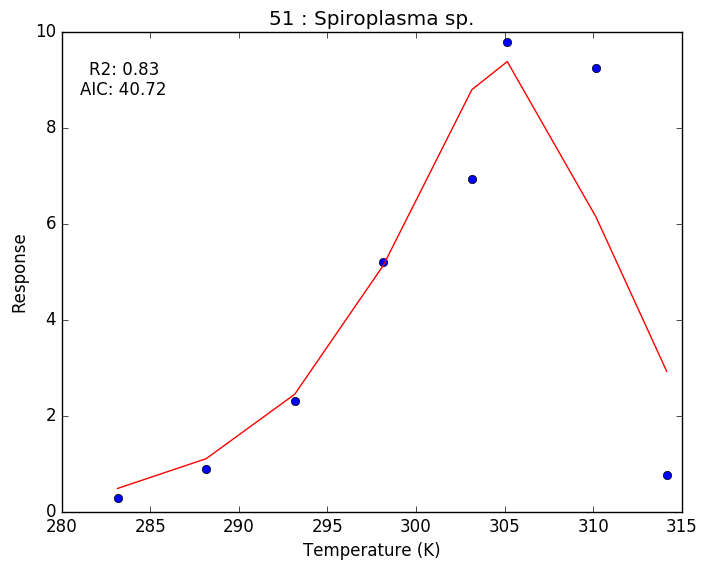 51 : Spiroplasma sp.
R2: 0.83
AIC: 40.72
Response
10
8
6
4
2
0
280 285 290 295 300 305 310 315
Temperature (K)